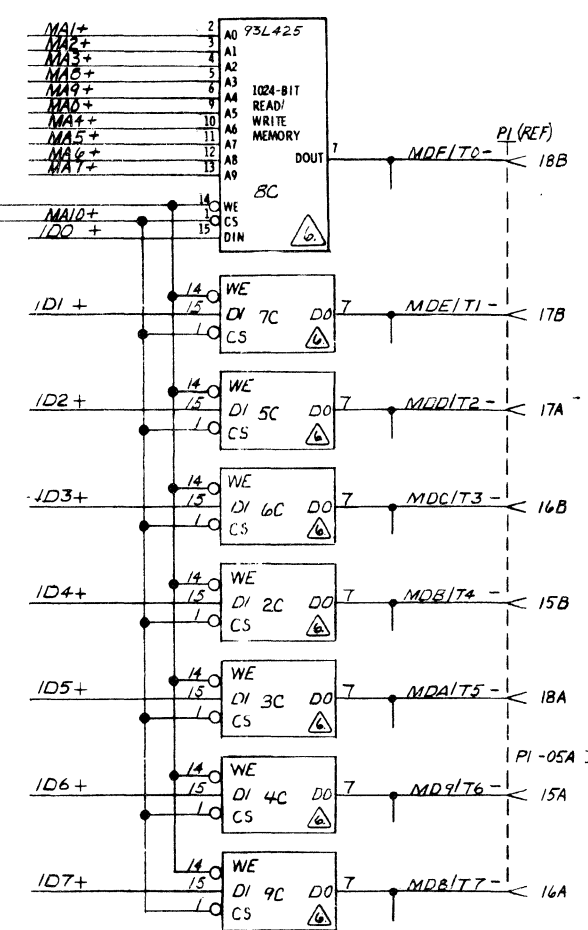 MA1+ 2 A0 93L425
MA2+ 3 A1
MA3+ 4 A2
MA8+ 5 A3
MA9+ 6 A4
MA0+ 9 A5
MA4+ 10 A6
MA5+ 11 A7
MA6+ 12 A8
MA7+ 13 A9
1024-BIT
READ/
WRITE
MEMORY
DOUT 7 MDF/T0- 18B
P1 (REF)
8C
14 WE
MA10+ 1 CS
ID0 + 15 DIN
6.
14 WE
ID1 + 15 DI 7C DO 7 MDE/T1 - 17B
1 CS 6.
14 WE
ID2+ 15 DI 5C DO 7 MDD/T2 - 17A
1 CS 6.
14 WE
ID3+ 15 DI 6C DO 7 MDC/T3 - 16B
1 CS 6.
14 WE
ID4+ 15 DI 2C DO 7 MDB/T4 - 15B
1 CS 6.
14 WE
ID5+ 15 DI 3C DO 7 MDA/T5 - 18A
1 CS 6.
P1 -05A
14 WE
ID6+ 15 DI 4C DO 7 MD9/T6 - 15A
1 CS 6.
14 WE
ID7+ 15 DI 9C DO 7 MD8/T7 - 16A
1 CS 6.